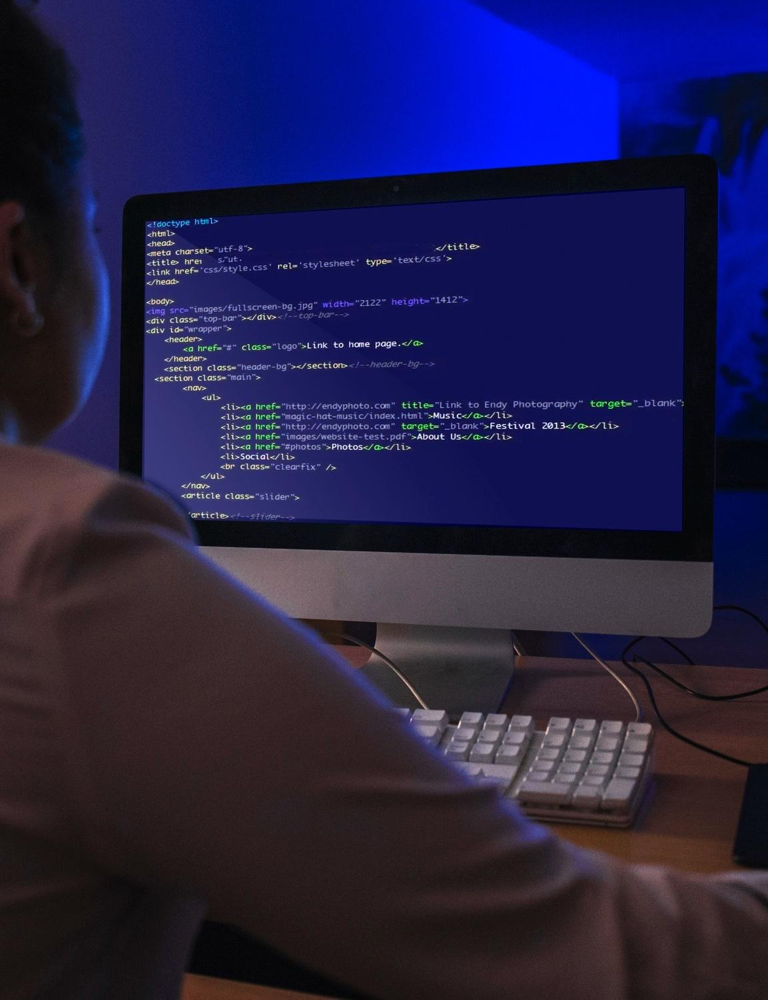 <!doctype html>
<html>
<head>
<meta charset="utf-8"> </title>
<title>
<link href='css/style.css' rel='stylesheet' type='text/css'>
</head>
<body>
<img src="images/fullscreen-bg.jpg" width="2122" height="1412">
<div class="top-bar"></div><!--top-bar-->
<div id="wrapper">
<header>
<a href="#" class="logo">Link to home page.</a>
</header>
<section class="header-bg"></section><!--header-bg-->
<section class="main">
<nav>
<ul>
<li><a href="http://endyphoto.com" title="Link to Endy Photography" target="_blank">
<li><a href="magic-hat-music/index.html">Music</a></li>
<li><a href="http://endyphoto.com" target="_blank">Festival 2013</a></li>
<li><a href="images/website-test.pdf">About Us</a></li>
<li><a href="#photos">Photos</a></li>
<li>Social</li>
<br class="clearfix" />
</ul>
</nav>
<article class="slider">
/article><!--slider-->